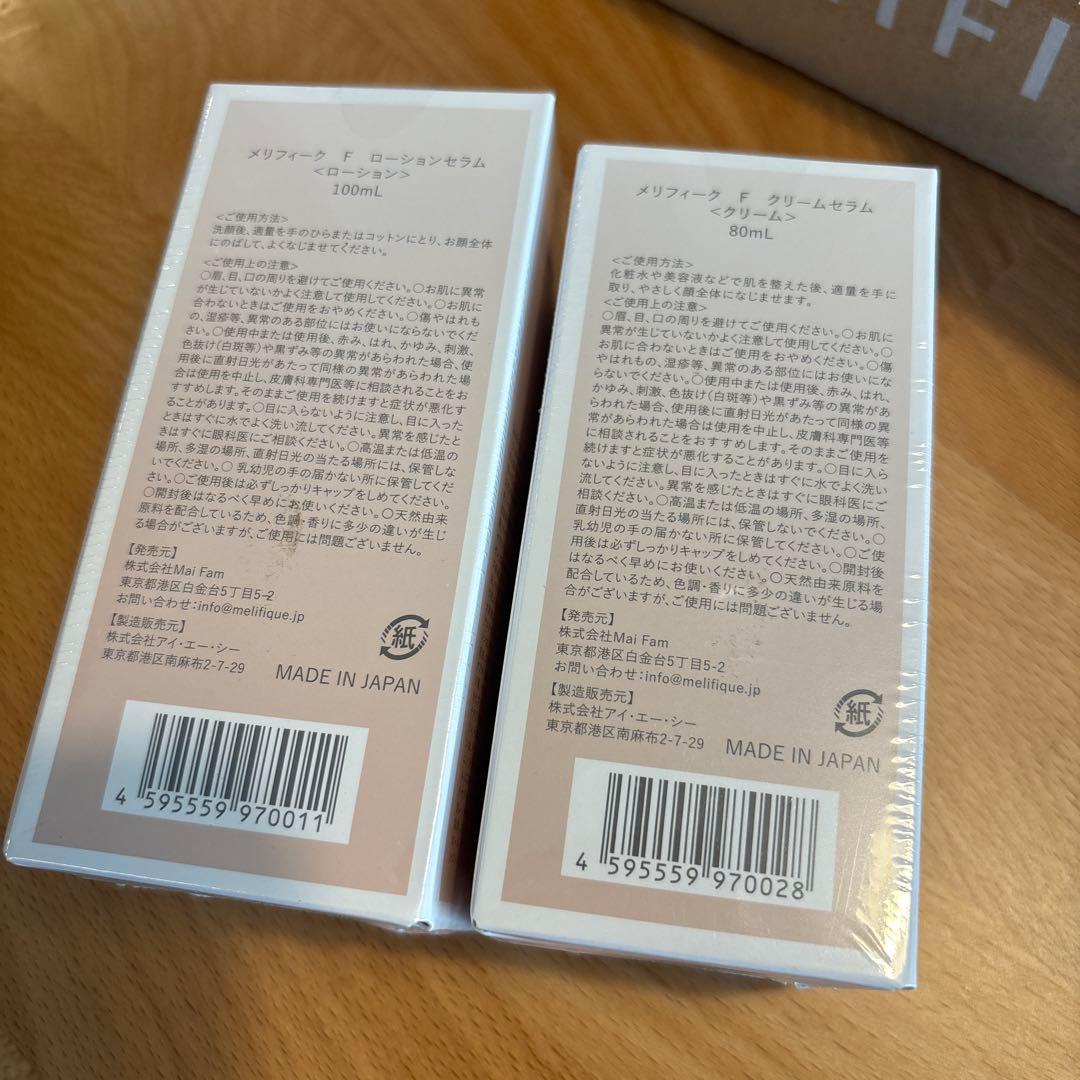 メリフィーク F ローションセラム
<ローション>
100mL
<ご使用方法>
洗顔後、適量を手のひらまたはコットンにとり、お顔全体
にのばして、よくなじませてください。
<ご使用上の注意>
○眉、目、口の周りを避けてご使用ください。○お肌に異常
が生じていないかよく注意して使用してください。○お肌に
合わないときはご使用をおやめください。○傷やはれも
の、湿疹等、異常のある部位にはお使いにならないでくだ
さい。○使用中または使用後、赤み、はれ、かゆみ、刺激、
色抜け(白斑等)や黒ずみ等の異常があらわれた場合、使
用後に直射日光があたって同様の異常があらわれた場
合は使用を中止し、皮膚科専門医等に相談されることをお
すすめします。そのままご使用を続けますと症状が悪化す
ることがあります。○目に入らないように注意し、目に入った
ときはすぐに水でよく洗い流してください。異常を感じたと
きはすぐに眼科医にご相談ください。○高温または低温の
場所、多湿の場所、直射日光の当たる場所には、保管しな
いでください。○ 乳幼児の手の届かない所に保管してくだ
さい。○ご使用後は必ずしっかりキャップをしめてください。
○開封後はなるべく早めにお使いください。○天然由来
原料を配合しているため、色調・香りに多少の違いが生じ
る場合がございますが、ご使用には問題ございません。
【発売元】
株式会社Mai Fam
東京都港区白金台5丁目5-2
お問い合わせ:info@melifique.jp
【製造販売元】
株式会社アイ・エー・シー
東京都港区南麻布2-7-29
紙
MADE IN JAPAN
4 595559 970011
メリフィーク F クリームセラム
<クリーム>
80mL
<ご使用方法>
化粧水や美容液などで肌を整えた後、適量を手に
取り、やさしく顔全体になじませます。
<ご使用上の注意>
○眉、目、口の周りを避けてご使用ください。○お肌に
異常が生じていないかよく注意して使用してください。○
お肌に合わないときはご使用をおやめください。○傷
やはれもの、湿疹等、異常のある部位にはお使いにな
らないでください。○使用中または使用後、赤み、はれ、
かゆみ、刺激、色抜け(白斑等)や黒ずみ等の異常があ
らわれた場合、使用後に直射日光があたって同様の異
常があらわれた場合は使用を中止し、皮膚科専門医等
に相談されることをおすすめします。そのままご使用を
続けますと症状が悪化することがあります。○目に入ら
ないように注意し、目に入ったときはすぐに水でよく洗い
流してください。異常を感じたときはすぐに眼科医にご
相談ください。○高温または低温の場所、多湿の場所、
直射日光の当たる場所には、保管しないでください。○
乳幼児の手の届かない所に保管してください。○ご使
用後は必ずしっかりキャップをしめてください。○開封後
はなるべく早めにお使いください。○天然由来原料を
配合しているため、色調・香りに多少の違いが生じる場
合がございますが、ご使用には問題ございません。
【発売元】
株式会社Mai Fam
東京都港区白金台5丁目5-2
お問い合わせ:info@melifique.jp
【製造販売元】
株式会社アイ・エー・シー
東京都港区南麻布2-7-29
紙
MADE IN JAPAN
4 595559 970028